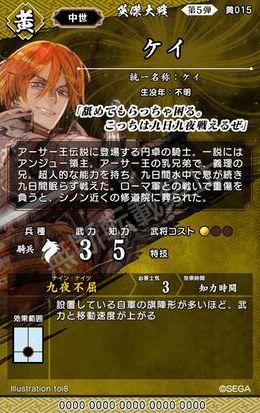 黄
中世
英傑大戦
第5弾
黄015
ケイ
統一名称：ケイ
生没年：不明
「舐めてもらっちゃ困る。
こっちは九日九夜戦えるぜ」
アーサー王伝説に登場する円卓の騎士。一説には
アンジュー領主。アーサー王の乳兄弟で、義理の
兄。超人的な能力を持ち、九日間水中で息が続き
九日間眠らず戦えた。ローマ軍との戦いで重傷を
負うと、シノン近くの修道院に葬られた。
兵種 武力 知力 武将コスト
騎兵 3 5 特技
ナイン・ナイツ 必要士気 効果時間
九夜不屈 3 知力時間
効果範囲
設置している自軍の旗陣形が多いほど、武
力と移動速度が上がる
Illustration:toi8
©SEGA
0000-0000-0000-0000-0000